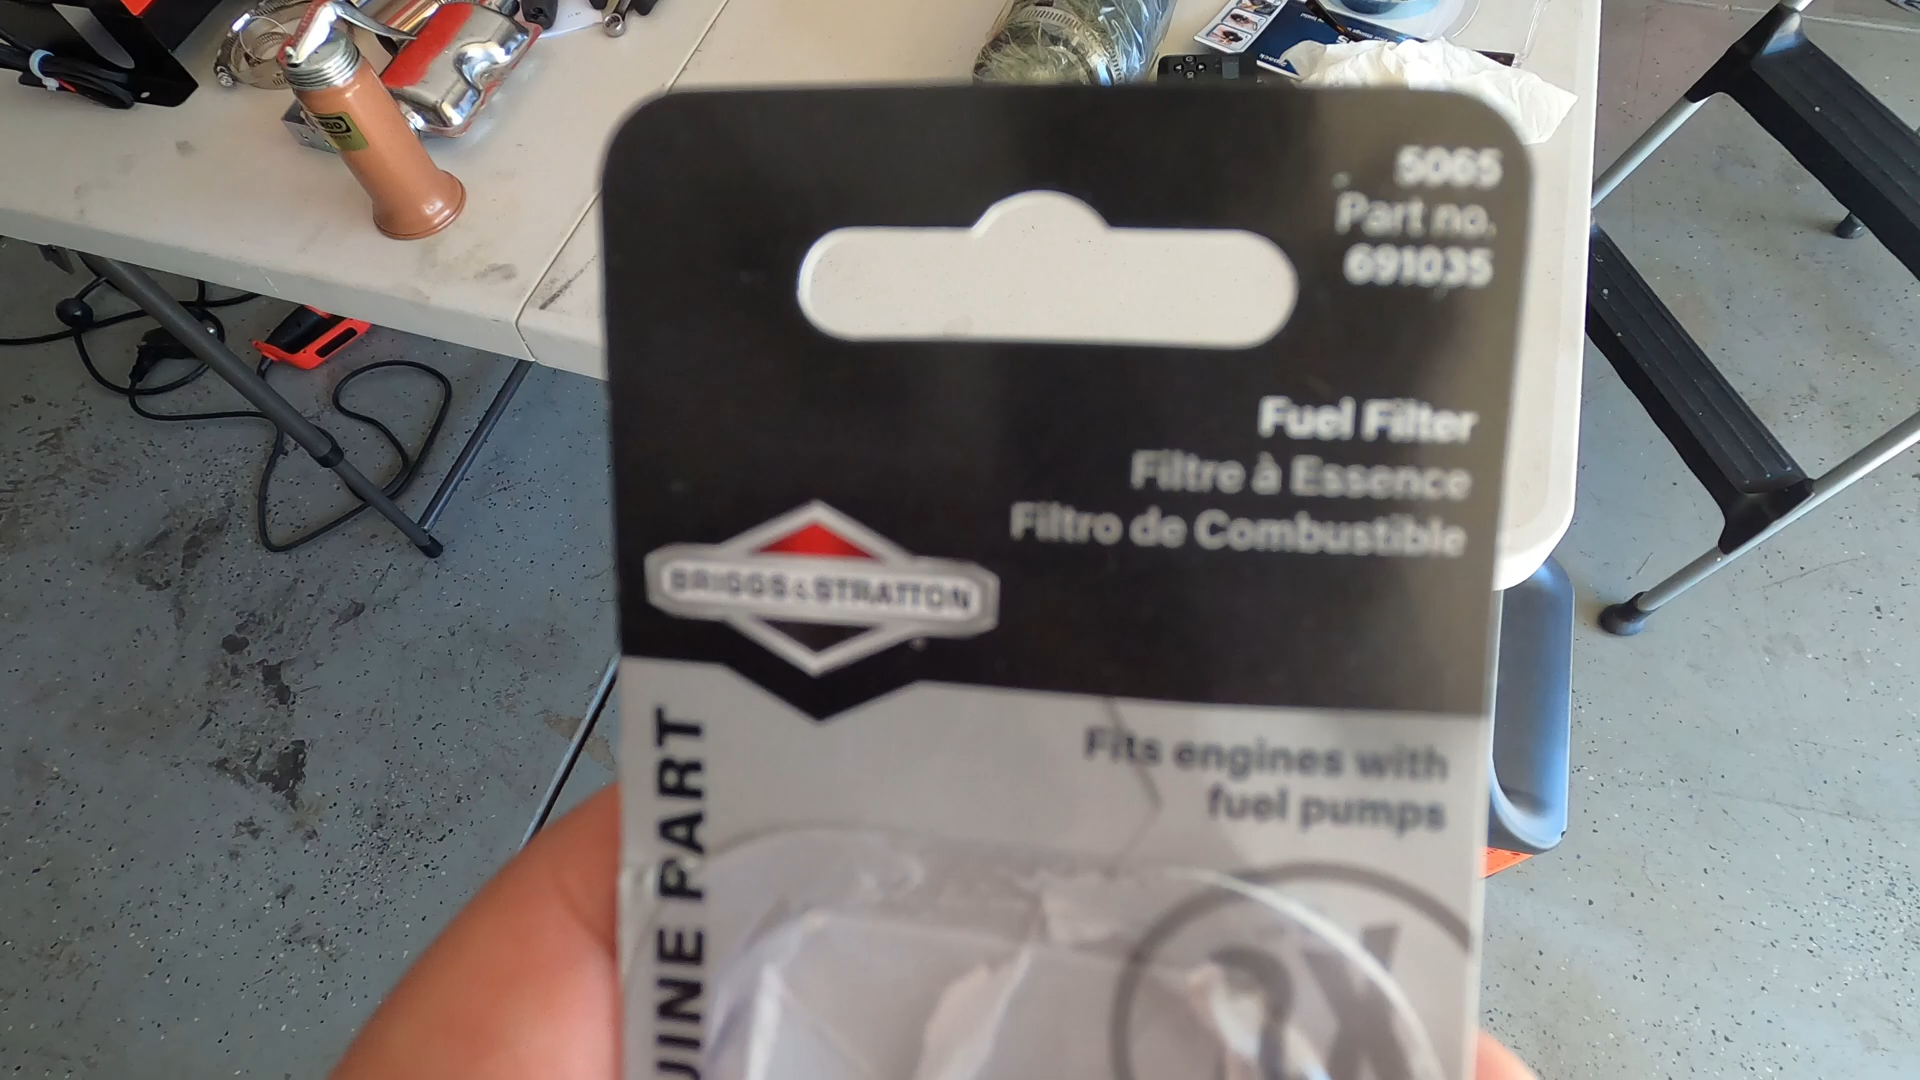 5065
Part no.
691035
Fuel Filter
Filtre à Essence
Filtro de Combustible
BRIGGS&STRATTON
Fits engines with
fuel pumps
UINE PART